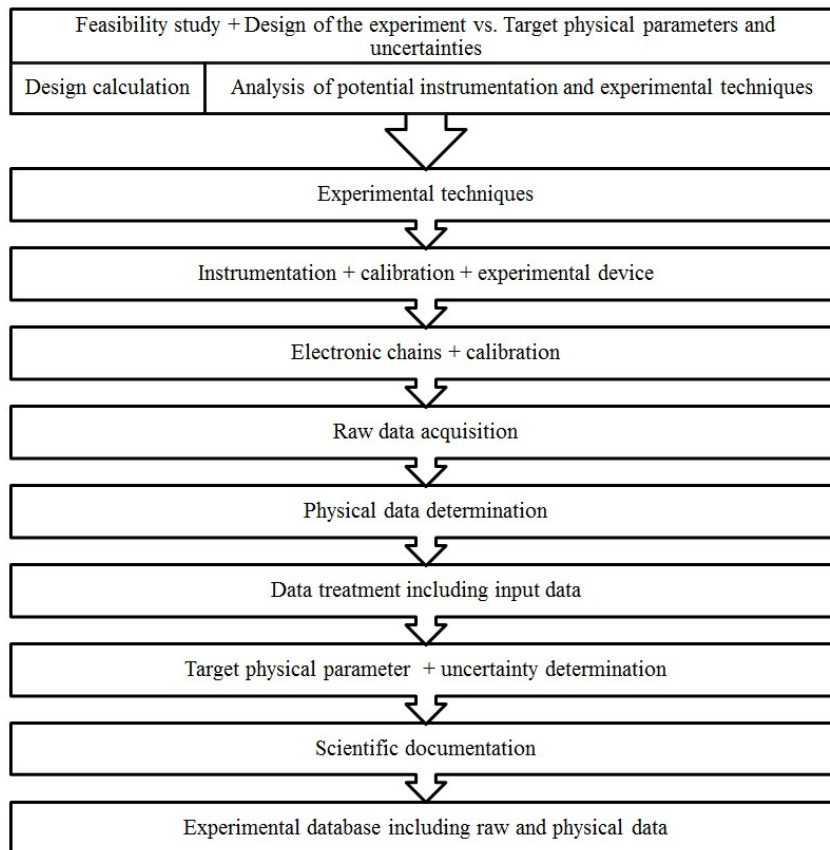 Feasibility study + Design of the experiment vs. Target physical parameters and
uncertainties
Design calculation
Analysis of potential instrumentation and experimental techniques
Experimental techniques
Instrumentation + calibration + experimental device
Electronic chains + calibration
Raw data acquisition
Physical data determination
Data treatment including input data
Target physical parameter + uncertainty determination
Scientific documentation
Experimental database including raw and physical data